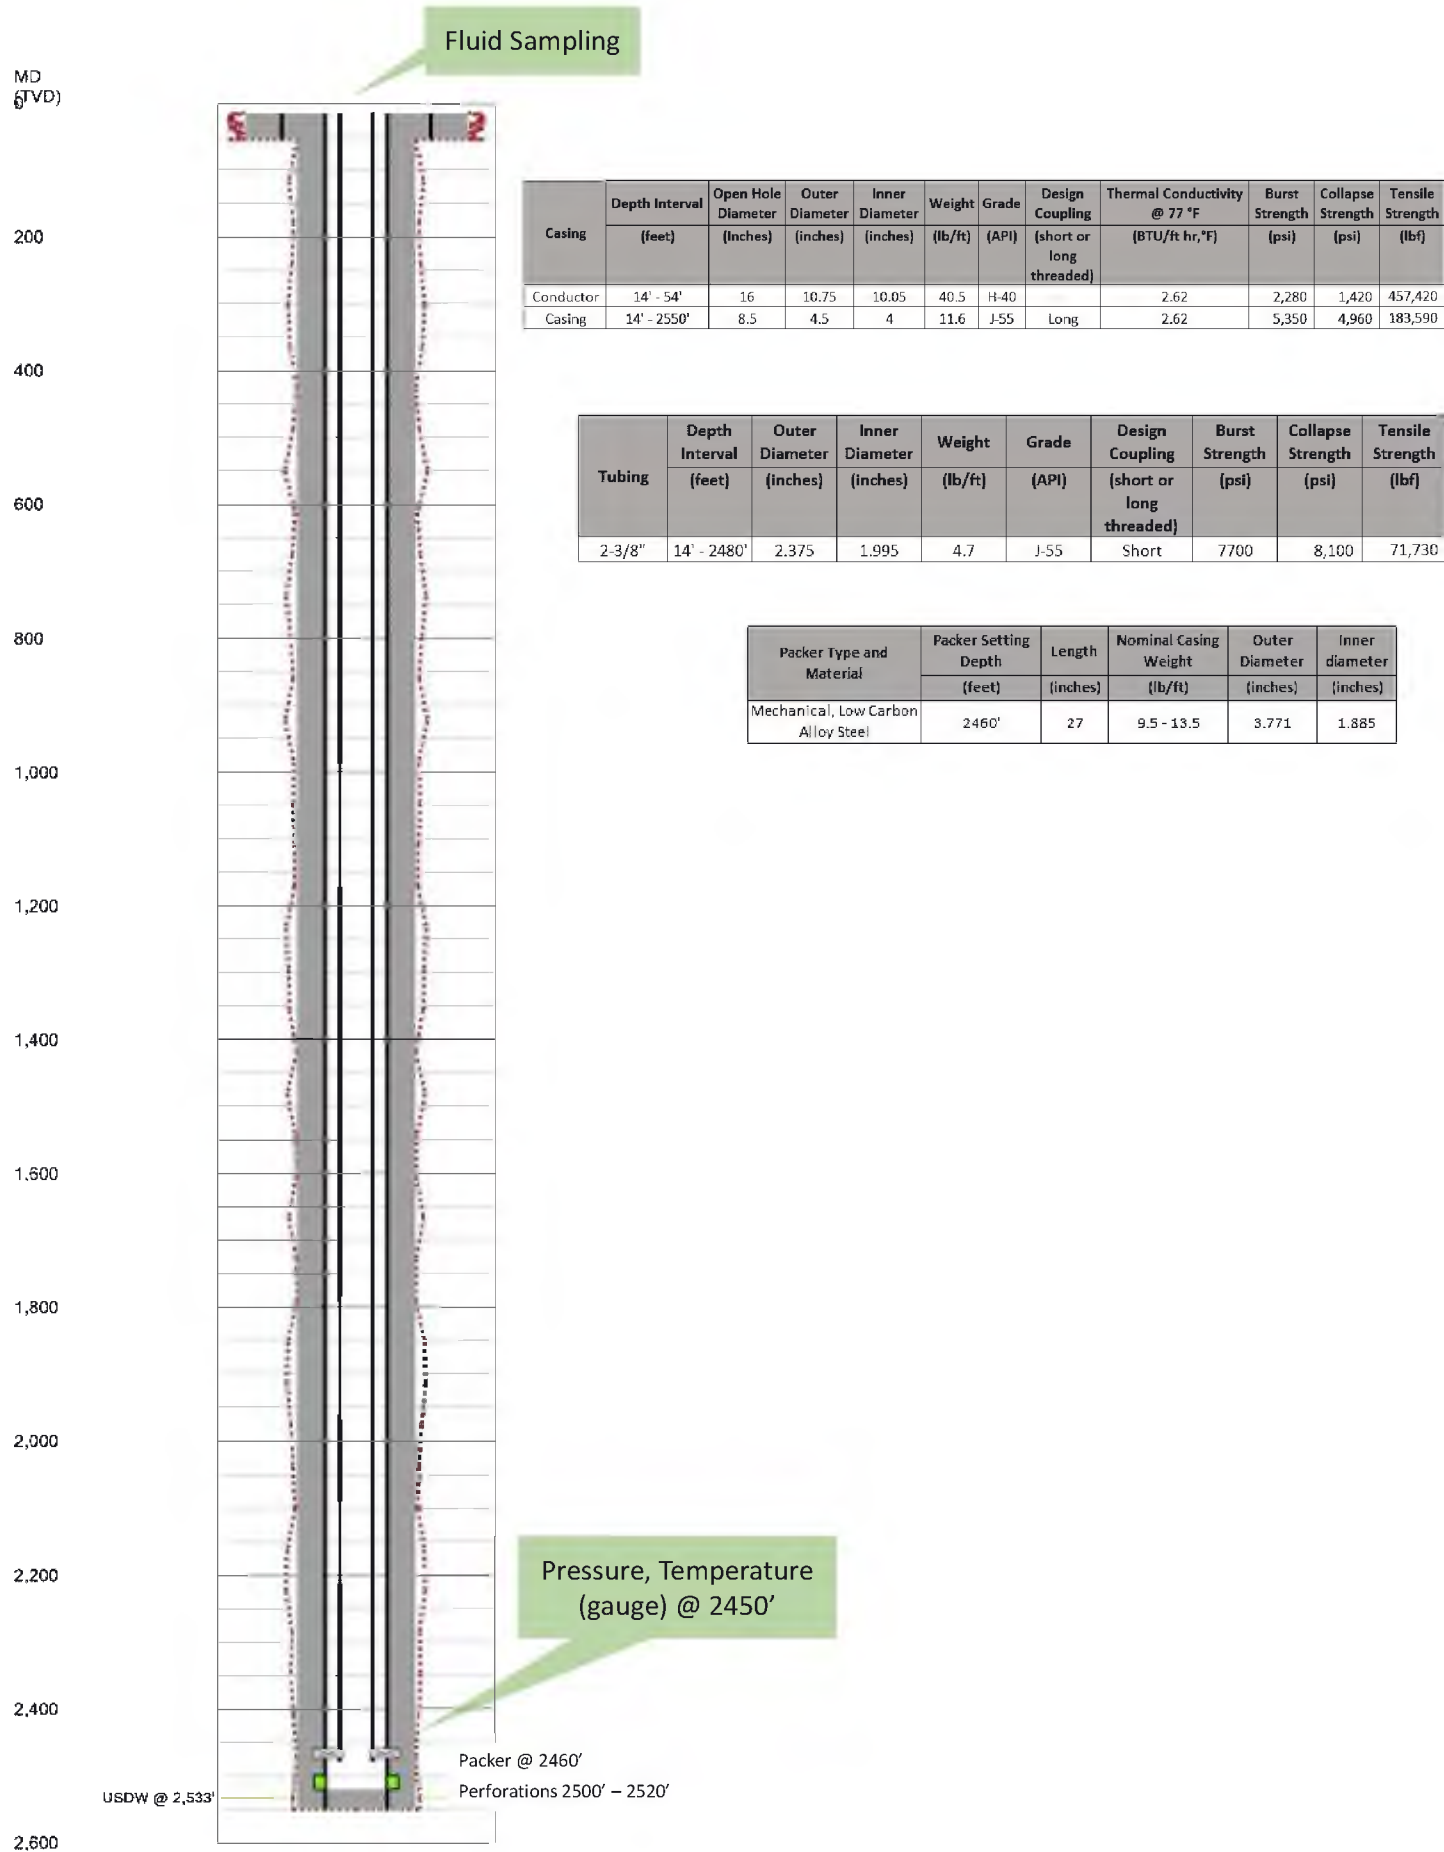 Fluid Sampling
MD
(TVD)
0
200
400
600
800
1,000
1,200
1,400
1,600
1,800
2,000
2,200
2,400
2,600
Casing | Depth Interval | Open Hole Diameter | Outer Diameter | Inner Diameter | Weight | Grade | Design Coupling | Thermal Conductivity @ 77 °F | Burst Strength | Collapse Strength | Tensile Strength
(feet) | (Inches) | (inches) | (inches) | (lb/ft) | (API) | (short or long threaded) | (BTU/ft hr,°F) | (psi) | (psi) | (lbf)
Conductor | 14' - 54' | 16 | 10.75 | 10.05 | 40.5 | H-40 | | 2.62 | 2,280 | 1,420 | 457,420
Casing | 14' - 2550' | 8.5 | 4.5 | 4 | 11.6 | J-55 | Long | 2.62 | 5,350 | 4,960 | 183,590
Tubing | Depth Interval | Outer Diameter | Inner Diameter | Weight | Grade | Design Coupling | Burst Strength | Collapse Strength | Tensile Strength
(feet) | (inches) | (inches) | (lb/ft) | (API) | (short or long threaded) | (psi) | (psi) | (lbf)
2-3/8" | 14' - 2480' | 2.375 | 1.995 | 4.7 | J-55 | Short | 7700 | 8,100 | 71,730
Packer Type and Material | Packer Setting Depth | Length | Nominal Casing Weight | Outer Diameter | Inner diameter
(feet) | (inches) | (lb/ft) | (inches) | (inches)
Mechanical, Low Carbon Alloy Steel | 2460' | 27 | 9.5 - 13.5 | 3.771 | 1.885
Pressure, Temperature
(gauge) @ 2450’
Packer @ 2460’
Perforations 2500’ – 2520’
USDW @ 2,533'